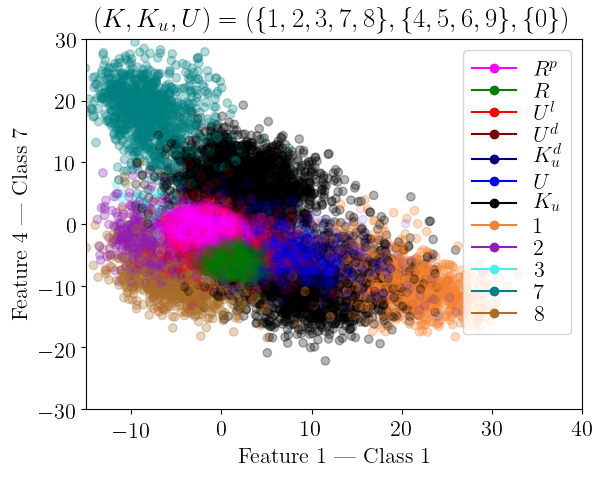 (K, K_u, U) = ({1, 2, 3, 7, 8}, {4, 5, 6, 9}, {0})
30
20
10
0
−10
−20
−30
Feature 4 — Class 7
−10
0
10
20
30
40
Feature 1 — Class 1
R^p
R
U^l
U^d
K_u^d
U
K_u
1
2
3
7
8